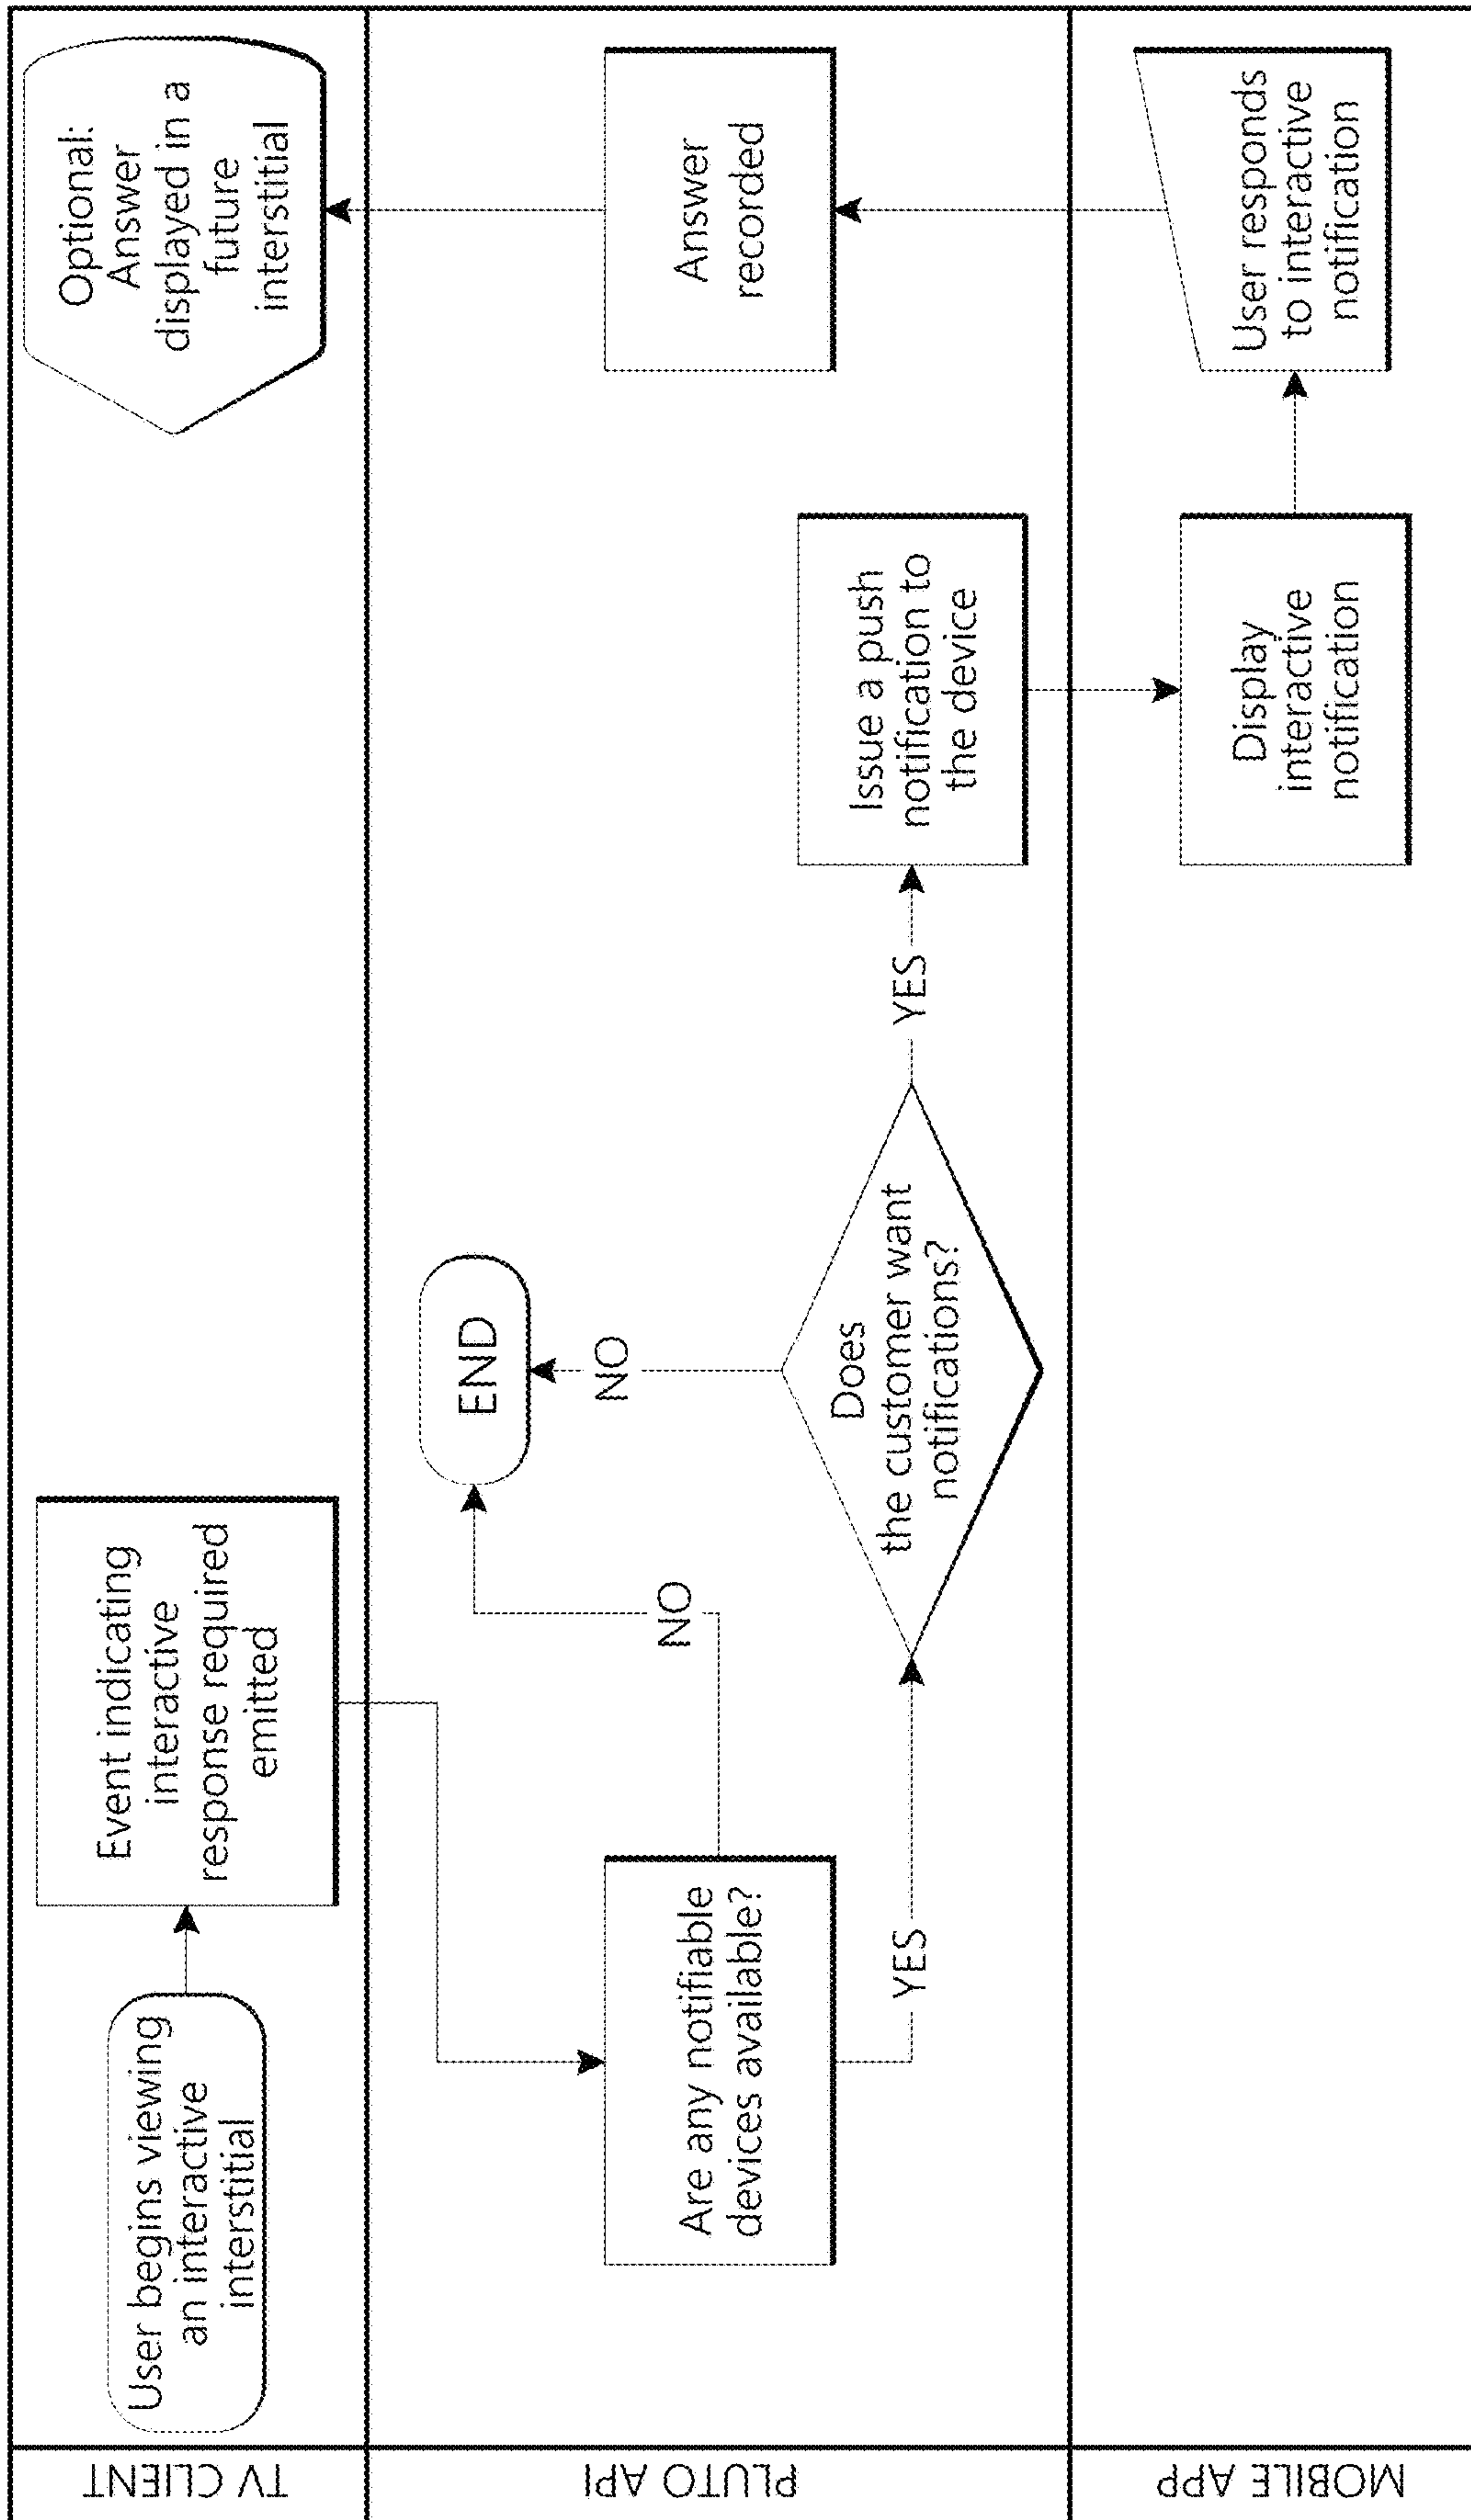 TV CLIENT
User begins viewing
an interactive
interstitial
Event indicating
interactive
response required
emitted
Optional:
Answer
displayed in a
future
interstitial
PLUTO API
Are any notifiable
devices available?
NO
YES
END
NO
Does
the customer want
notifications?
YES
Issue a push
notification to
the device
Answer
recorded
MOBILE APP
Display
interactive
notification
User responds
to interactive
notification